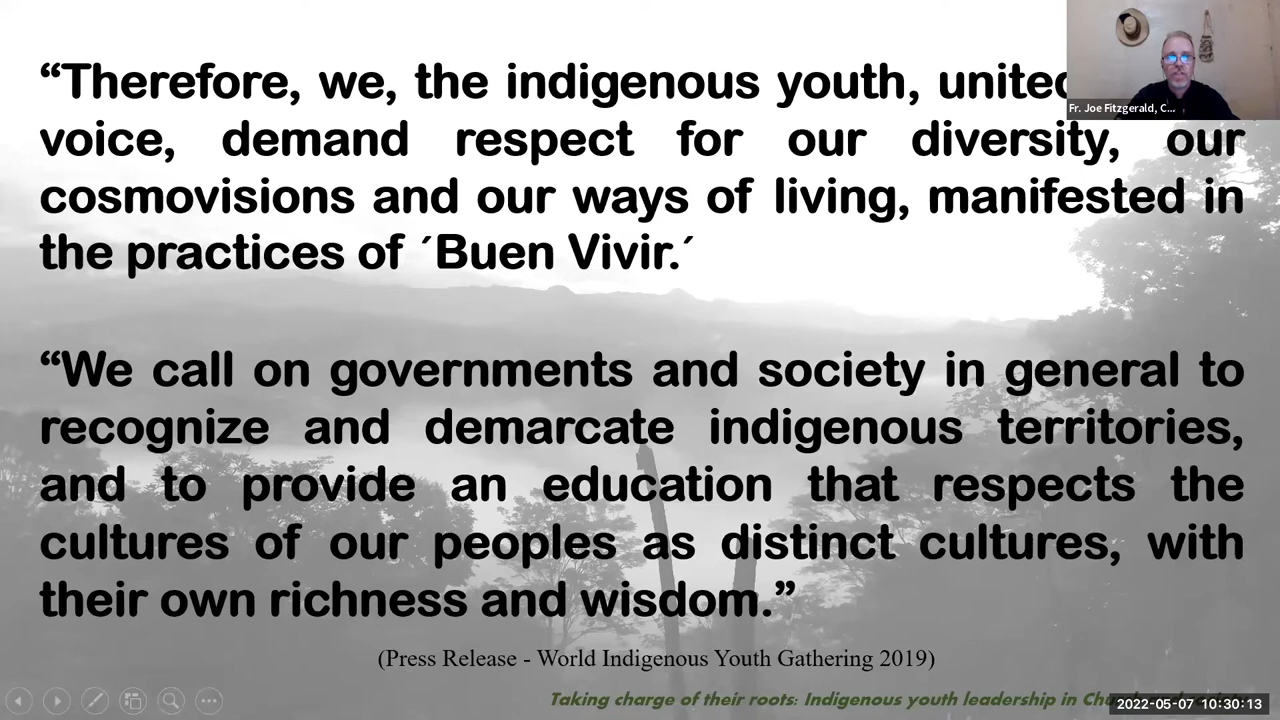 “Therefore, we, the indigenous youth, united
voice, demand respect for our diversity, our
cosmovisions and our ways of living, manifested in
the practices of ´Buen Vivir.´
“We call on governments and society in general to
recognize and demarcate indigenous territories,
and to provide an education that respects the
cultures of our peoples as distinct cultures, with
their own richness and wisdom.”
(Press Release - World Indigenous Youth Gathering 2019)
Taking charge of their roots: Indigenous youth leadership in
Fr. Joe Fitzgerald, C...
2022-05-07 10:30:13